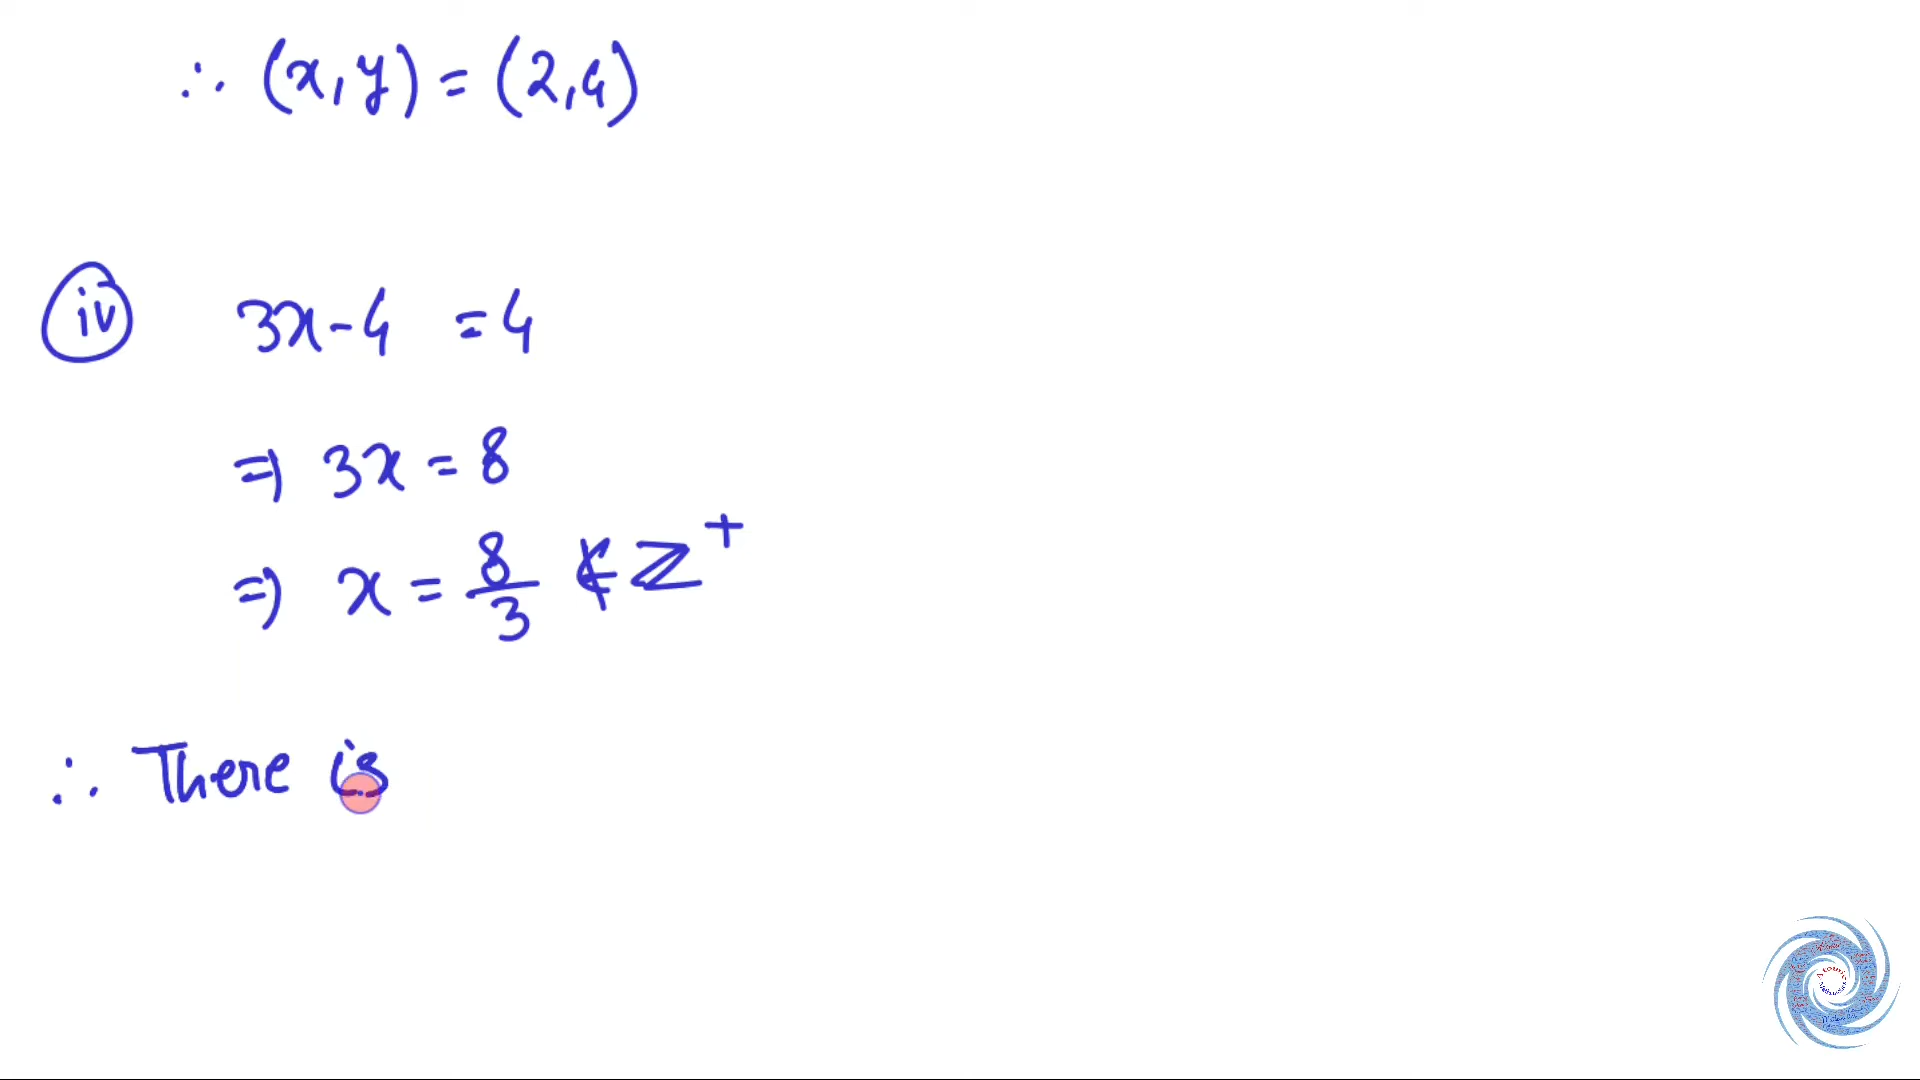 ∴ (x,y) = (2,4)
iv 3x-4 = 4
⇒ 3x = 8
⇒ x = 8/3 ∉ ℤ⁺
∴ There is